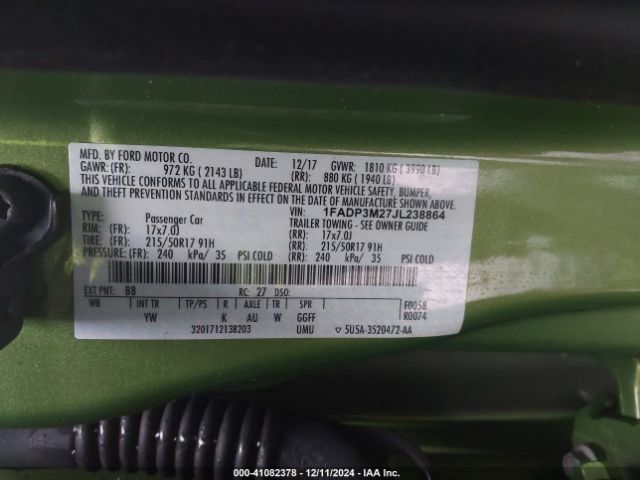 MFD. BY FORD MOTOR CO. DATE: 12/17 GVWR: 1810 KG ( 3990 LB)
GAWR: (FR): 972 KG ( 2143 LB) (RR): 880 KG ( 1940 LB)
THIS VEHICLE CONFORMS TO ALL APPLICABLE FEDERAL MOTOR VEHICLE SAFETY, BUMPER,
AND THEFT PREVENTION STANDARDS IN EFFECT ON THE DATE OF MANUFACTURE SHOWN ABOVE.
VIN: 1FADP3M27JL238864
TYPE: Passenger Car TRAILER TOWING - SEE OWNER GUIDE
RIM: (FR): 17x7.0J (RR): 17x7.0J
TIRE: (FR): 215/50R17 91H (RR): 215/50R17 91H
PRESSURE: (FR): 240 kPa/ 35 PSI COLD (RR): 240 kPa/ 35 PSI COLD
EXT PNT: B8 RC: 27 DSO:
WB INT TR TP/PS R AXLE TR SPR F0058
YW K AU W GGFF R0074
3201712138203 UMU ▽ 5U5A-3520472-AA
00-41082378 - 12/11/2024 - IAA Inc.